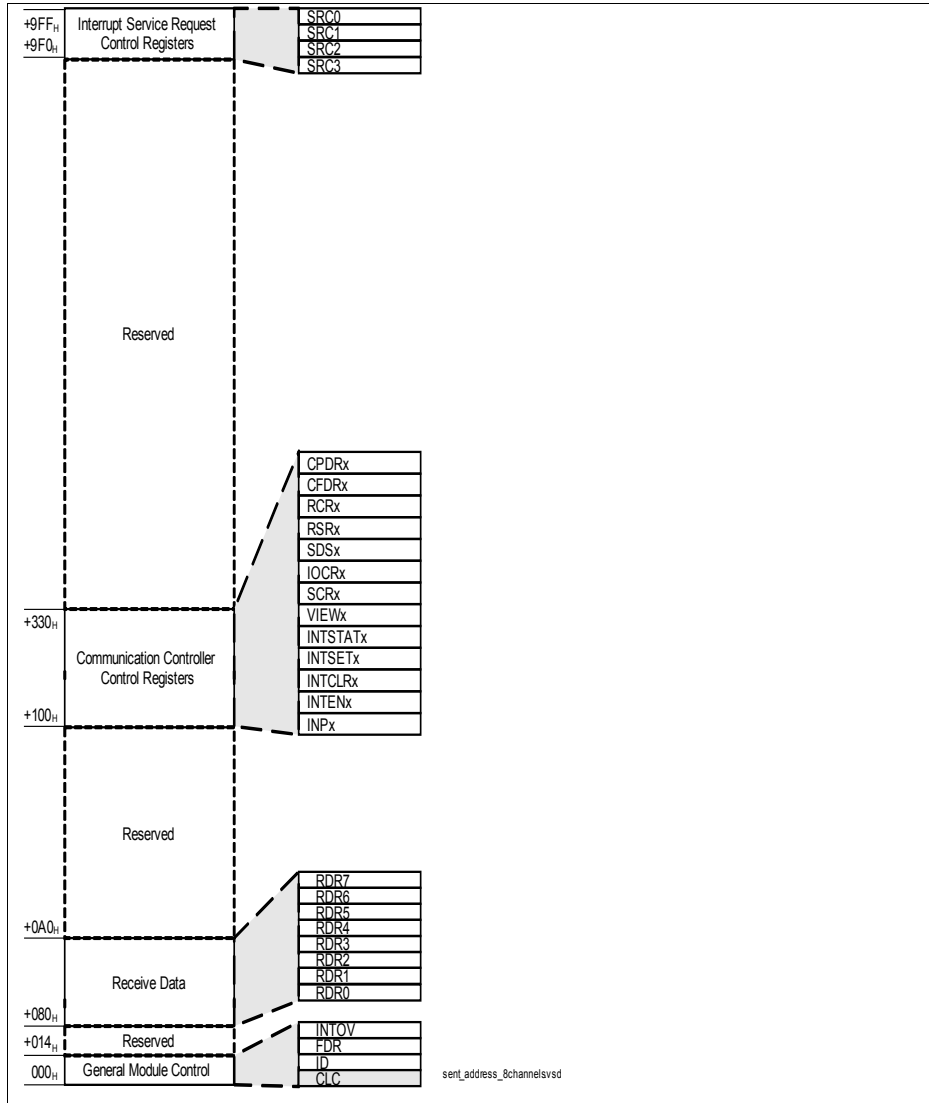 +9FFH
+9F0H
Interrupt Service Request
Control Registers
SRC0
SRC1
SRC2
SRC3
Reserved
CPDRx
CFDRx
RCRx
RSRx
SDSx
IOCRx
SCRx
VIEWx
INTSTATx
INTSETx
INTCLRx
INTENx
INPx
+330H
Communication Controller
Control Registers
+100H
Reserved
RDR7
RDR6
RDR5
RDR4
RDR3
RDR2
RDR1
RDR0
+0A0H
Receive Data
+080H
+014H
Reserved
INTOV
FDR
ID
CLC
000H
General Module Control
sent_address_8channels.vsd